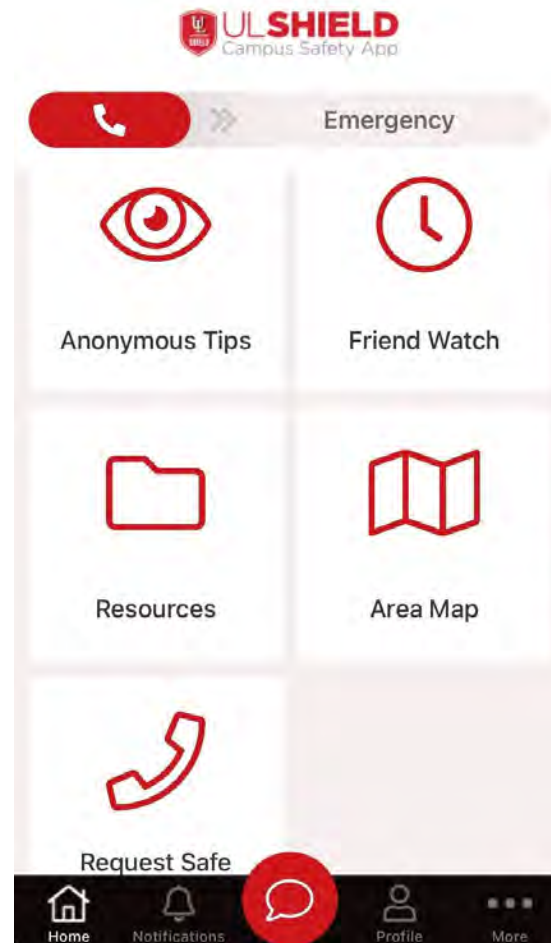 UL
SHIELD
ULSHIELD
Campus Safety App
Emergency
Anonymous Tips
Friend Watch
Resources
Area Map
Request Safe
Home
Notifications
Profile
More